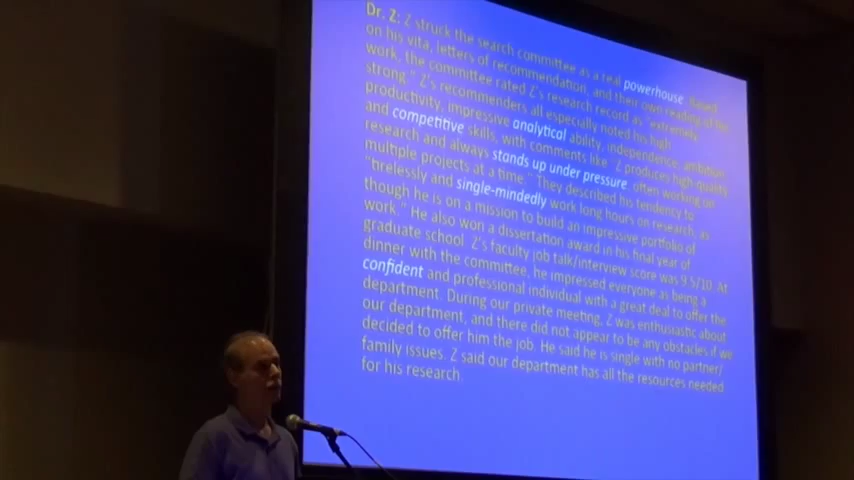 Dr. Z: Z struck the search committee as a real powerhouse. Based
on his vita, letters of recommendation, and their own reading of his
work, the committee rated Z's research record as "extremely
strong." Z's recommenders all especially noted his high
productivity, impressive analytical ability, independence, ambition,
and competitive skills, with comments like "Z produces high-quality
research and always stands up under pressure, often working on
multiple projects at a time." They described his tendency to
"tirelessly and single-mindedly work long hours on research, as
though he is on a mission to build an impressive portfolio of
work." He also won a dissertation award in his final year of
graduate school. Z's faculty job talk/interview score was 9.5/10. At
dinner with the committee, he impressed everyone as being a
confident and professional individual with a great deal to offer the
department. During our private meeting, Z was enthusiastic about
our department, and there did not appear to be any obstacles if we
decided to offer him the job. He said he is single with no partner/
family issues. Z said our department has all the resources needed
for his research.